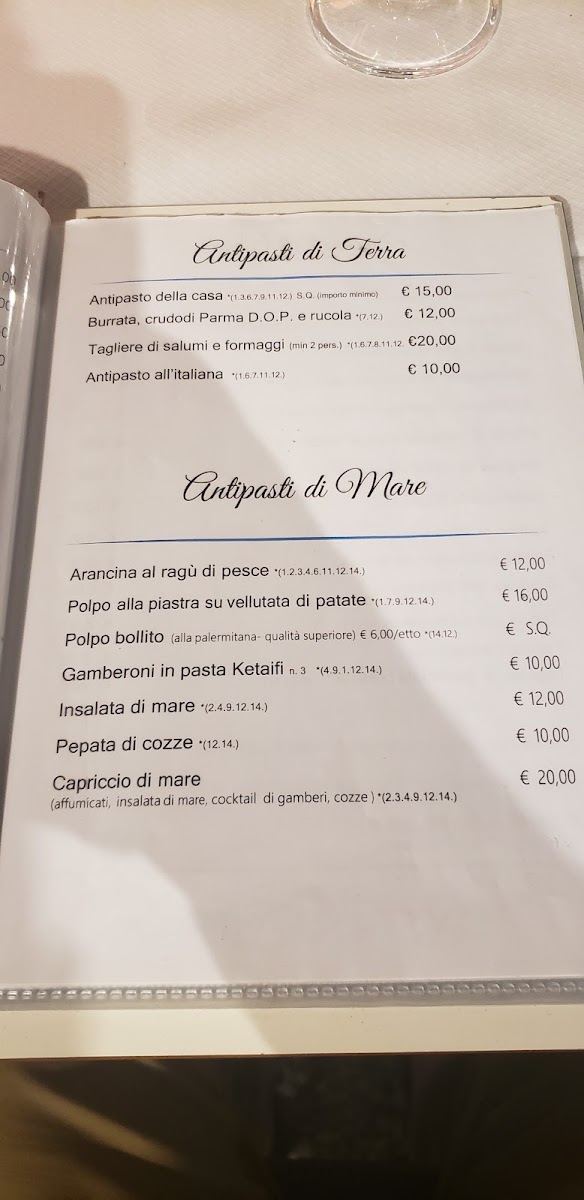 Antipasti di Terra
Antipasto della casa *(1.3.6.7.9.11.12.) S.Q. (importo minimo) € 15,00
Burrata, crudodi Parma D.O.P. e rucola *(7.12.) € 12,00
Tagliere di salumi e formaggi (min 2 pers.) *(1.6.7.8.11.12. €20,00
Antipasto all'italiana *(1.6.7.11.12.) € 10,00
Antipasti di Mare
Arancina al ragù di pesce *(1.2.3.4.6.11.12.14.) € 12,00
Polpo alla piastra su vellutata di patate *(1.7.9.12.14.) € 16,00
Polpo bollito (alla palermitana- qualità superiore) € 6,00/etto *(14.12.) € S.Q.
Gamberoni in pasta Ketaifi n. 3 *(4.9.1.12.14.) € 10,00
Insalata di mare *(2.4.9.12.14.) € 12,00
Pepata di cozze *(12.14.) € 10,00
Capriccio di mare € 20,00
(affumicati, insalata di mare, cocktail di gamberi, cozze ) *(2.3.4.9.12.14.)